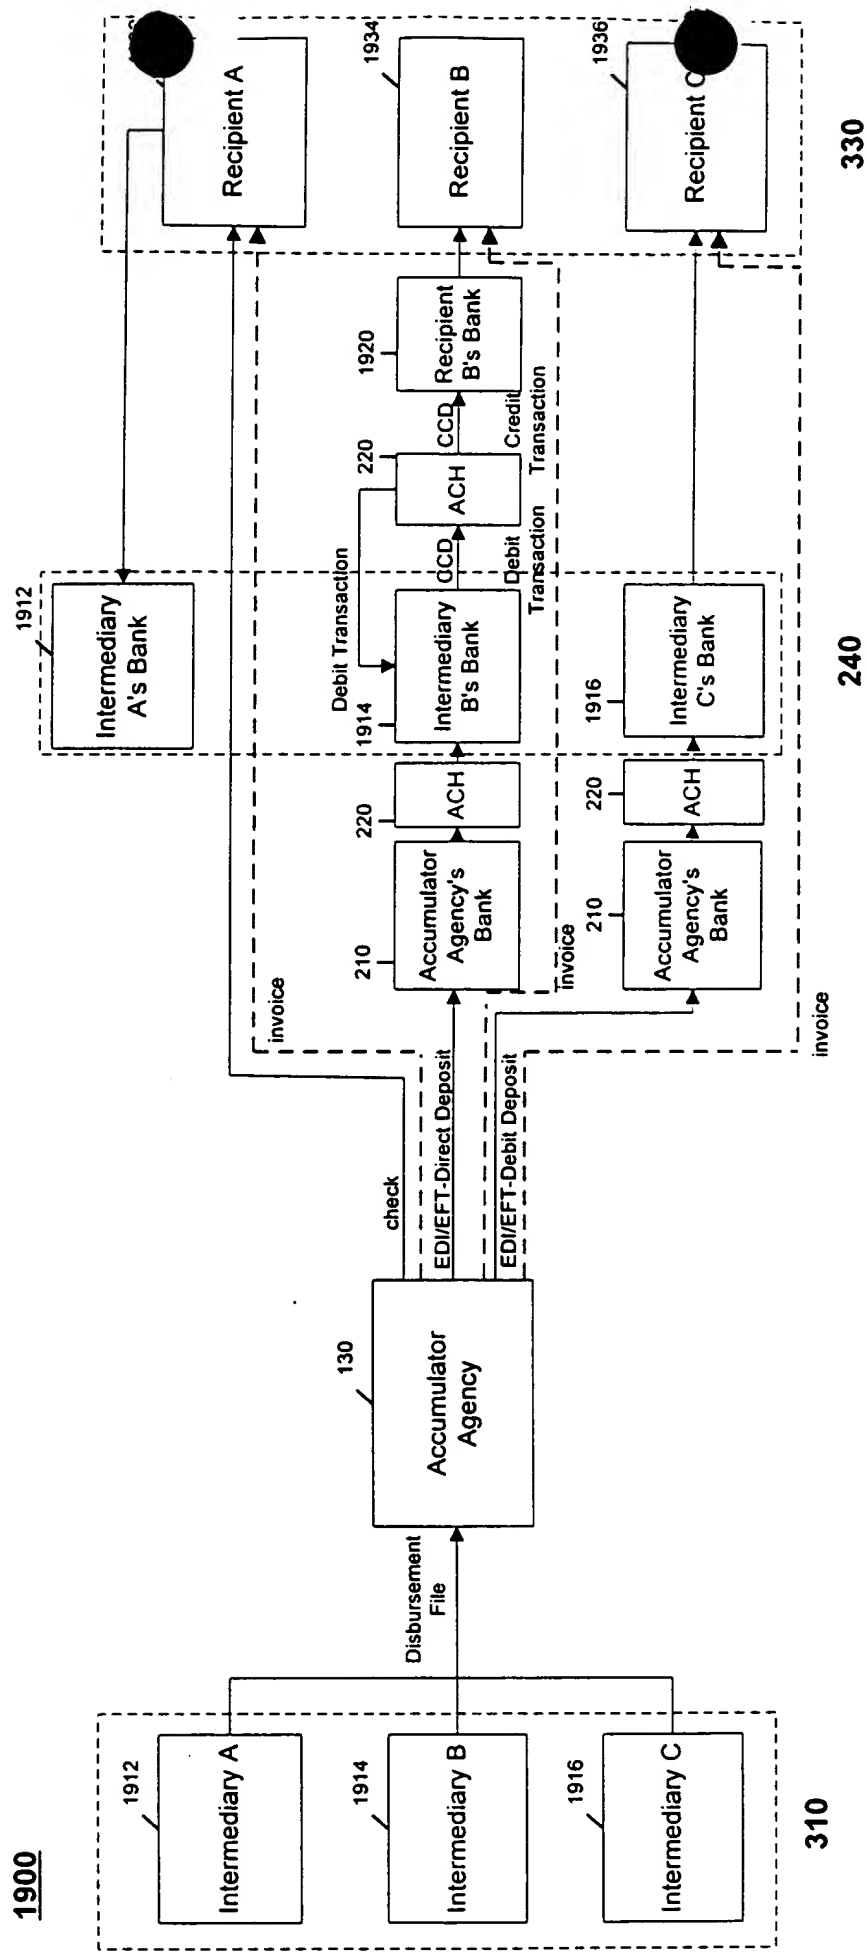 1900
1912
Intermediary A
1914
Intermediary B
1916
Intermediary C
310
Disbursement
File
130
Accumulator
Agency
check
EDI/EFT-Direct Deposit
EDI/EFT-Debit Deposit
invoice
invoice
invoice
210
Accumulator
Agency's
Bank
220
ACH
1914
Intermediary
B's Bank
Debit Transaction
CCD
Debit
Transaction
220
ACH
CCD
Credit
Transaction
1920
Recipient
B's Bank
210
Accumulator
Agency's
Bank
220
ACH
1916
Intermediary
C's Bank
1912
Intermediary
A's Bank
240
Recipient A
1934
Recipient B
1936
Recipient C
330